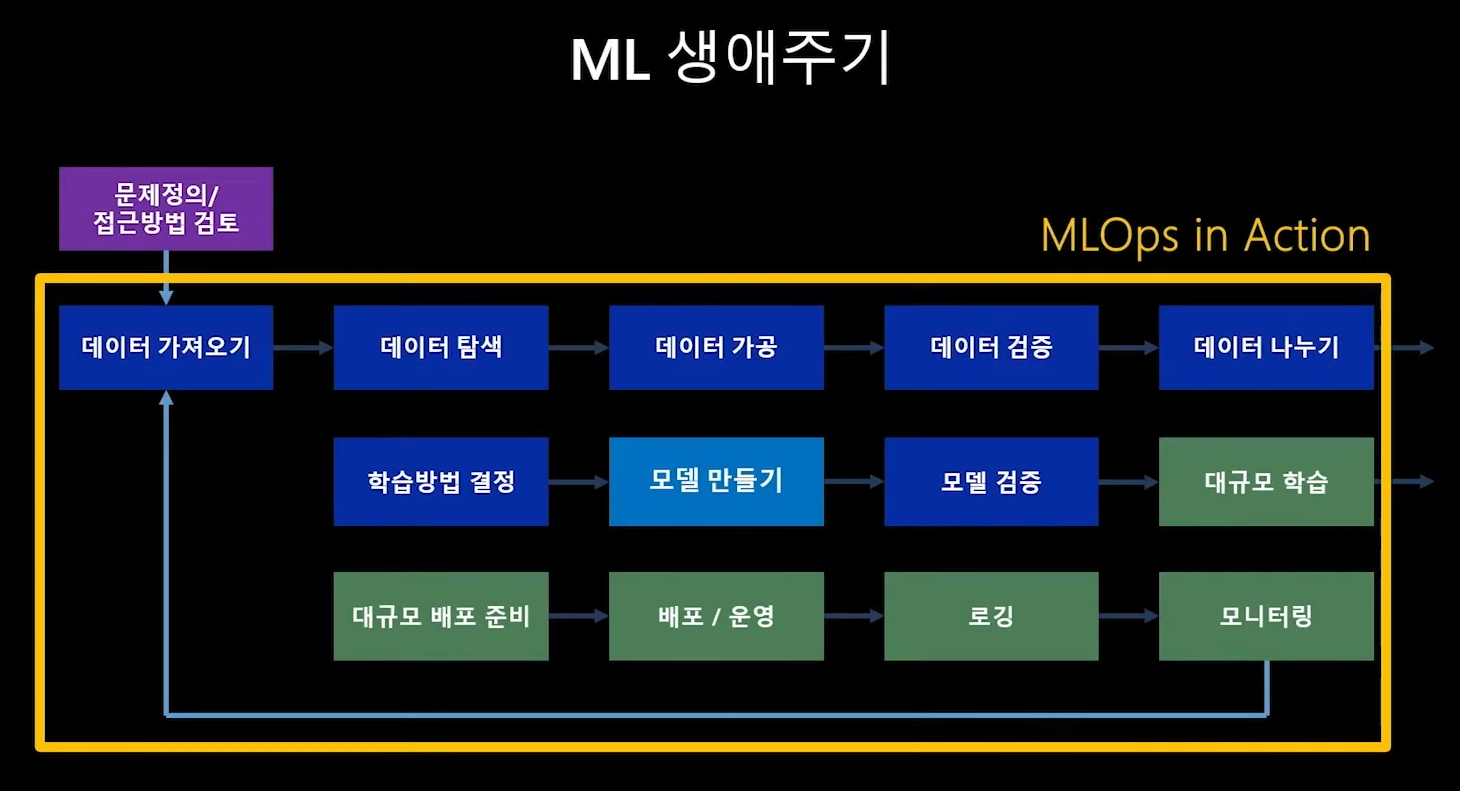 ML 생애주기
문제정의/
접근방법 검토
MLOps in Action
데이터 가져오기
데이터 탐색
데이터 가공
데이터 검증
데이터 나누기
학습방법 결정
모델 만들기
모델 검증
대규모 학습
대규모 배포 준비
배포 / 운영
로깅
모니터링